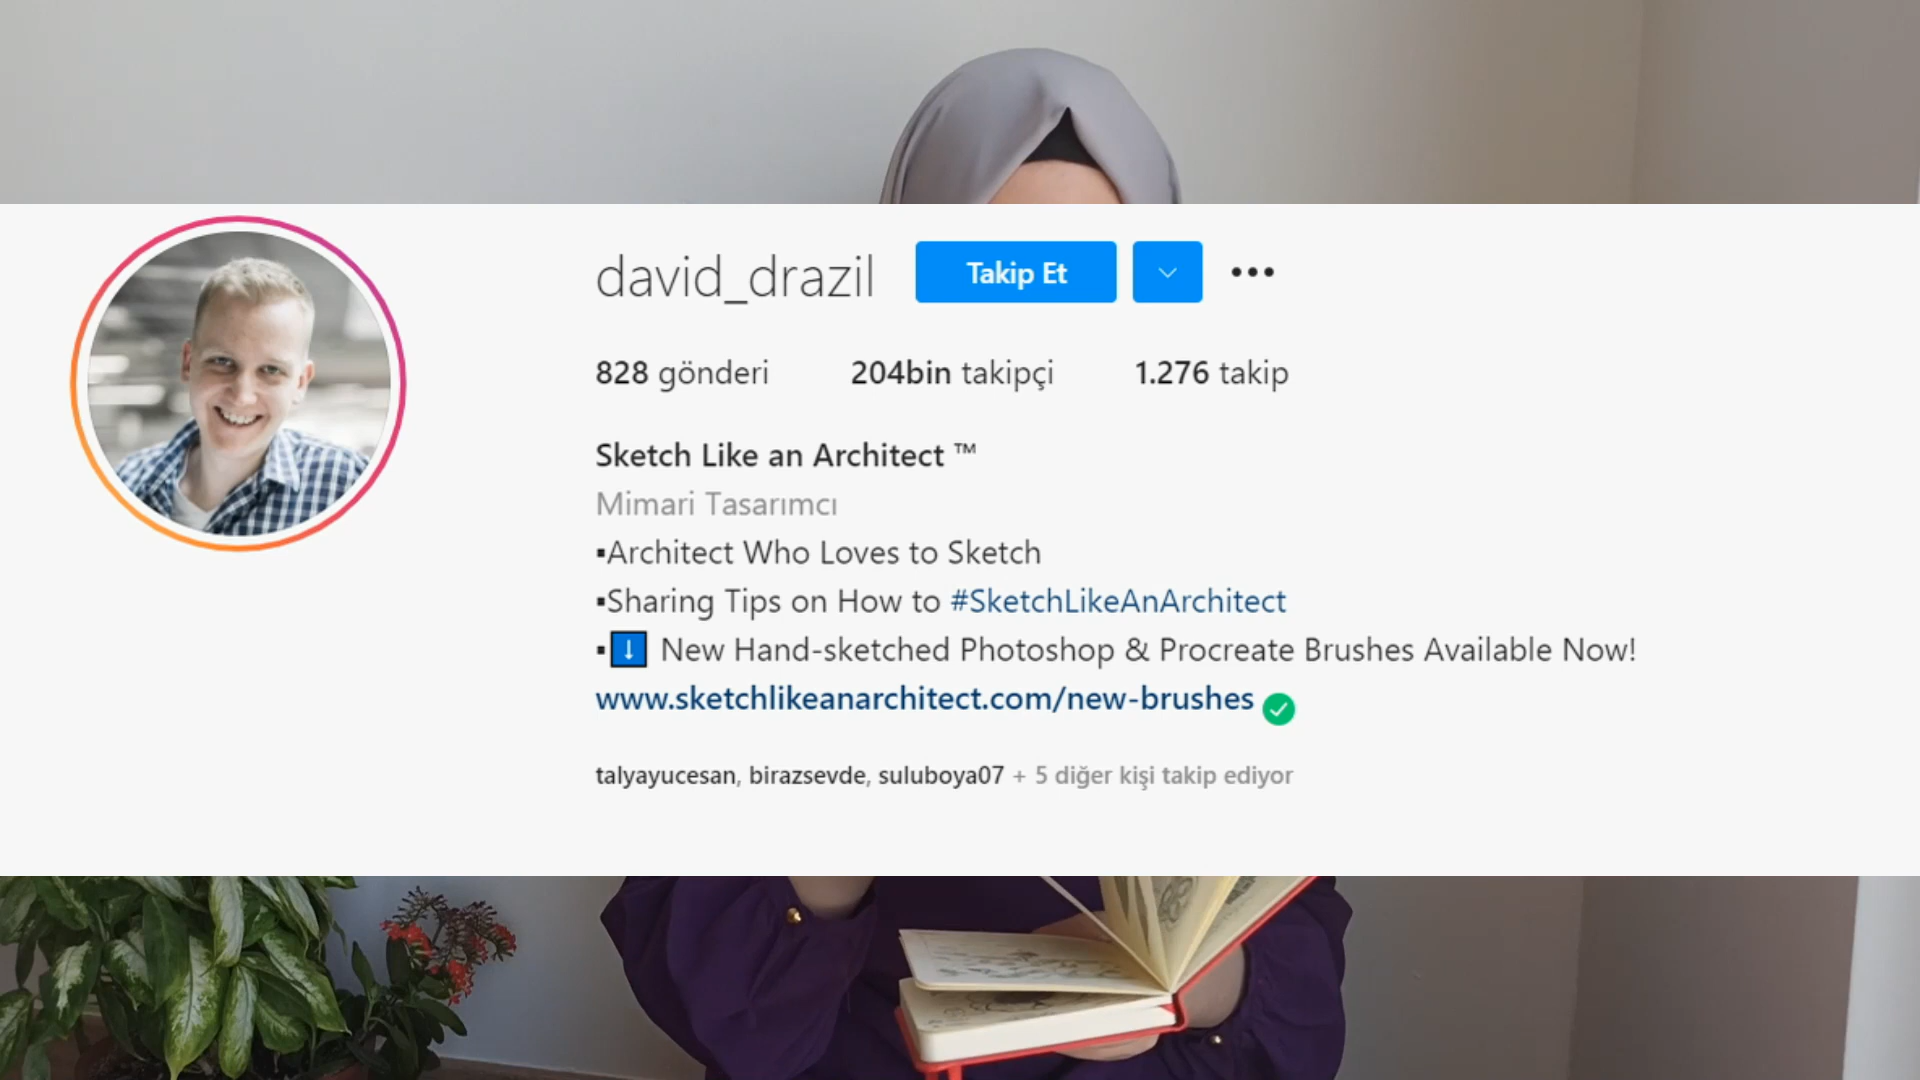 david_drazil Takip Et
828 gönderi 204bin takipçi 1.276 takip
Sketch Like an Architect ™
Mimari Tasarımcı
▪Architect Who Loves to Sketch
▪Sharing Tips on How to #SketchLikeAnArchitect
▪⬇️ New Hand-sketched Photoshop & Procreate Brushes Available Now!
www.sketchlikeanarchitect.com/new-brushes
talyayucesan, birazsevde, suluboya07 + 5 diğer kişi takip ediyor